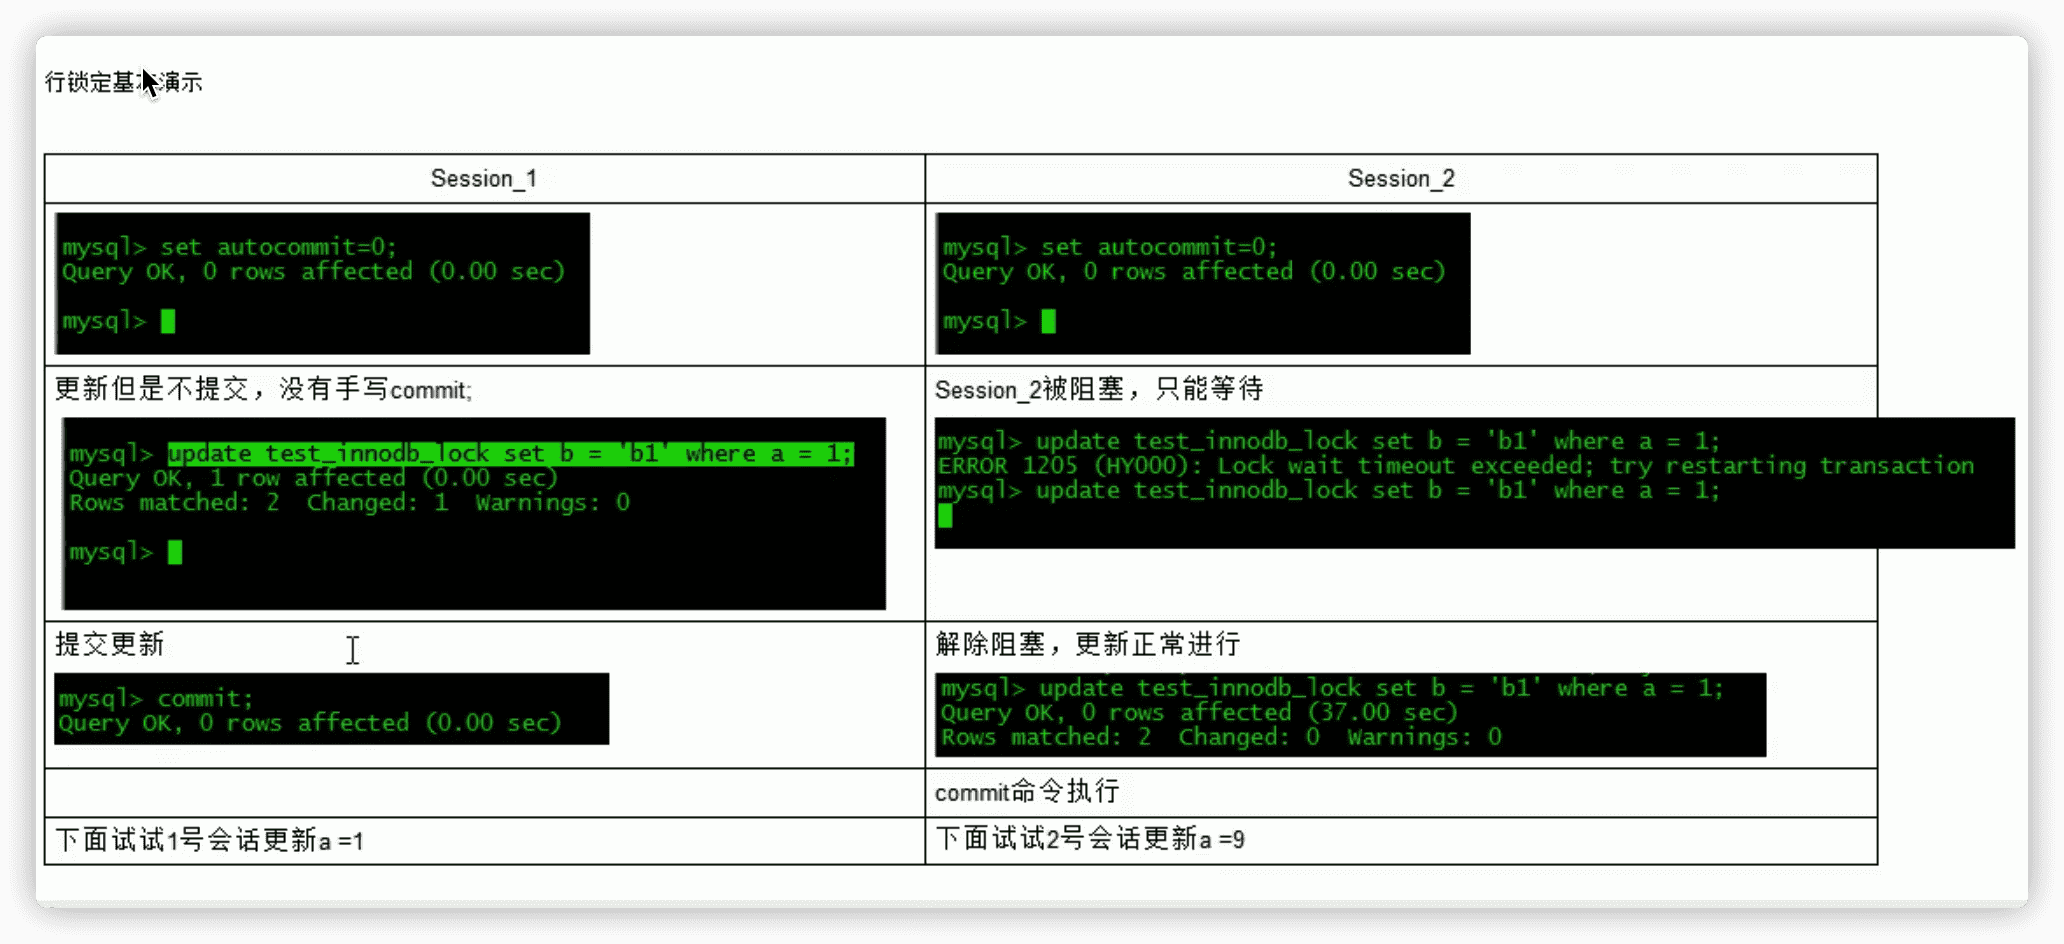 行锁定基本演示
Session_1
Session_2
mysql> set autocommit=0;
Query OK, 0 rows affected (0.00 sec)
mysql>
mysql> set autocommit=0;
Query OK, 0 rows affected (0.00 sec)
mysql>
更新但是不提交，没有手写commit;
mysql> update test_innodb_lock set b = 'b1' where a = 1;
Query OK, 1 row affected (0.00 sec)
Rows matched: 2  Changed: 1  Warnings: 0
mysql>
Session_2被阻塞，只能等待
mysql> update test_innodb_lock set b = 'b1' where a = 1;
ERROR 1205 (HY000): Lock wait timeout exceeded; try restarting transaction
mysql> update test_innodb_lock set b = 'b1' where a = 1;
提交更新
mysql> commit;
Query OK, 0 rows affected (0.00 sec)
解除阻塞，更新正常进行
mysql> update test_innodb_lock set b = 'b1' where a = 1;
Query OK, 0 rows affected (37.00 sec)
Rows matched: 2  Changed: 0  Warnings: 0
commit命令执行
下面试试1号会话更新a =1
下面试试2号会话更新a =9